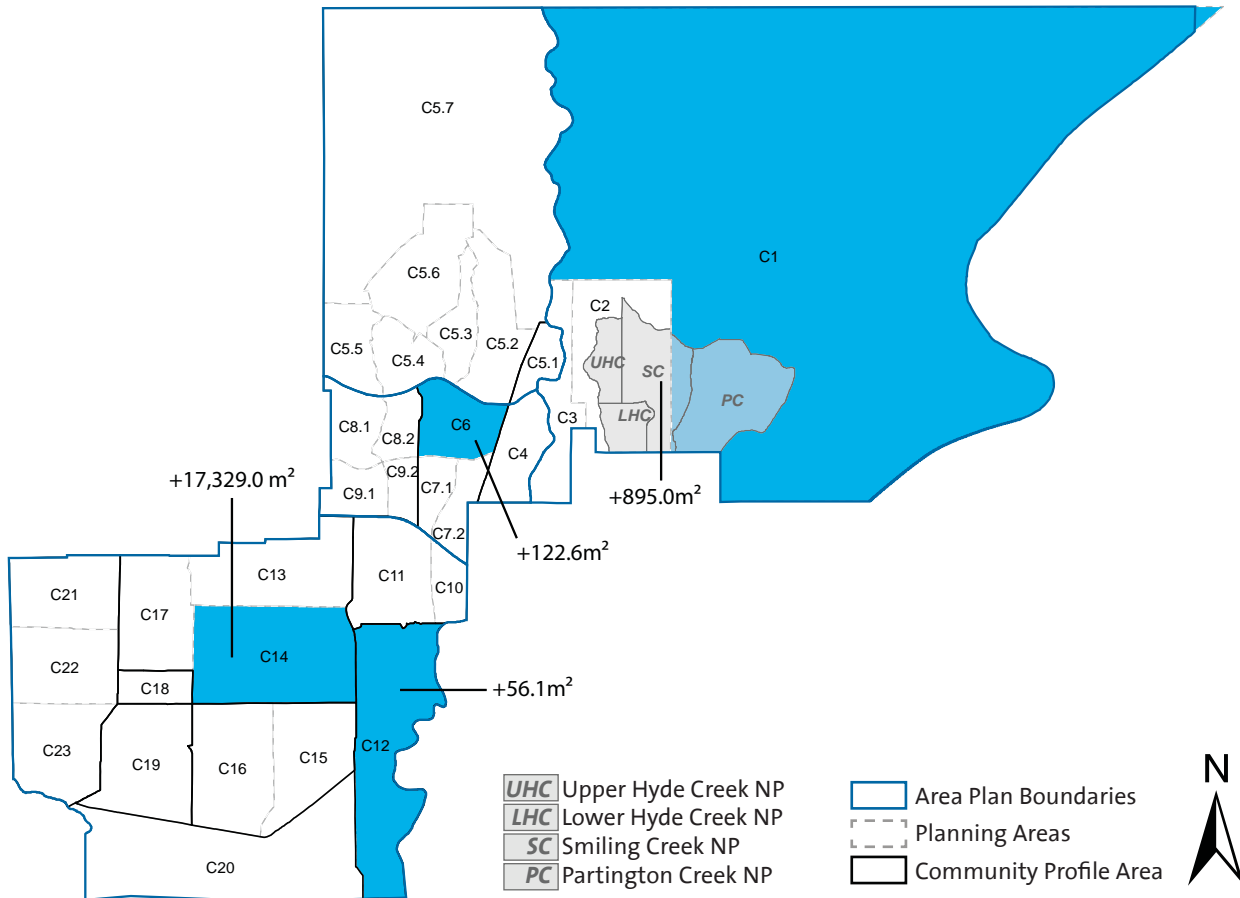 C5.7
C1
C5.6
C2
C5.3
C5.5
C5.2
C5.4
C5.1
UHC
SC
PC
LHC
C3
C6
C8.1
C8.2
C4
C9.2
C9.1
C7.1
+17,329.0 m²
+895.0m²
C7.2
+122.6m²
C13
C11
C10
C21
C17
C14
C22
C18
+56.1m²
C12
C23
C19
C16
C15
C20
UHC Upper Hyde Creek NP
LHC Lower Hyde Creek NP
SC Smiling Creek NP
PC Partington Creek NP
Area Plan Boundaries
Planning Areas
Community Profile Area
N